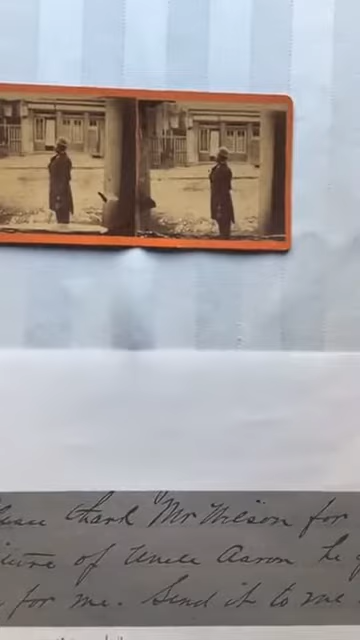 thank Mr Wilson for
of Uncle Aaron he
for me. Send it to me